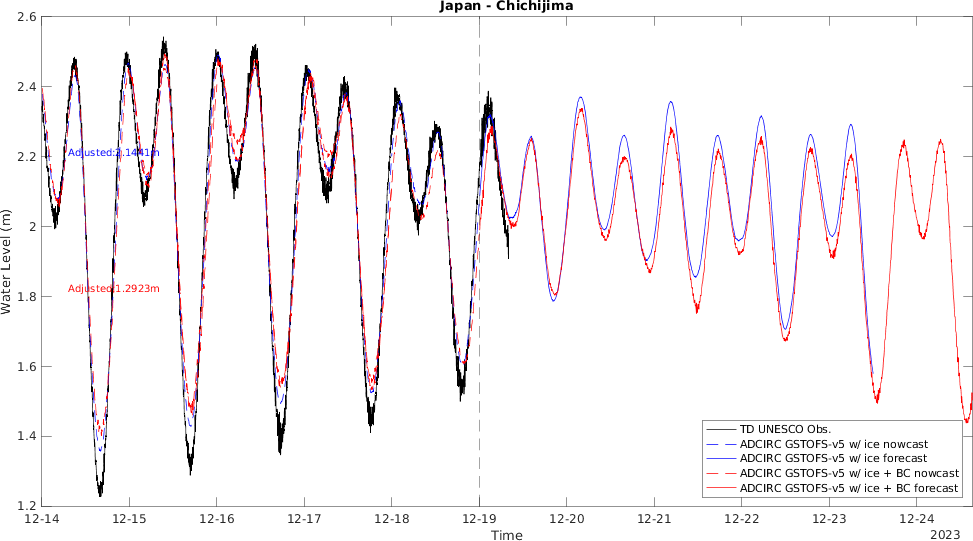 Japan - Chichijima
2.6
2.4
2.2
2
1.8
1.6
1.4
1.2
Water Level (m)
Adjusted:2.1441m
Adjusted:1.2923m
TD UNESCO Obs.
ADCIRC GSTOFS-v5 w/ ice nowcast
ADCIRC GSTOFS-v5 w/ ice forecast
ADCIRC GSTOFS-v5 w/ ice + BC nowcast
ADCIRC GSTOFS-v5 w/ ice + BC forecast
12-14 12-15 12-16 12-17 12-18 12-19 12-20 12-21 12-22 12-23 12-24
Time
2023